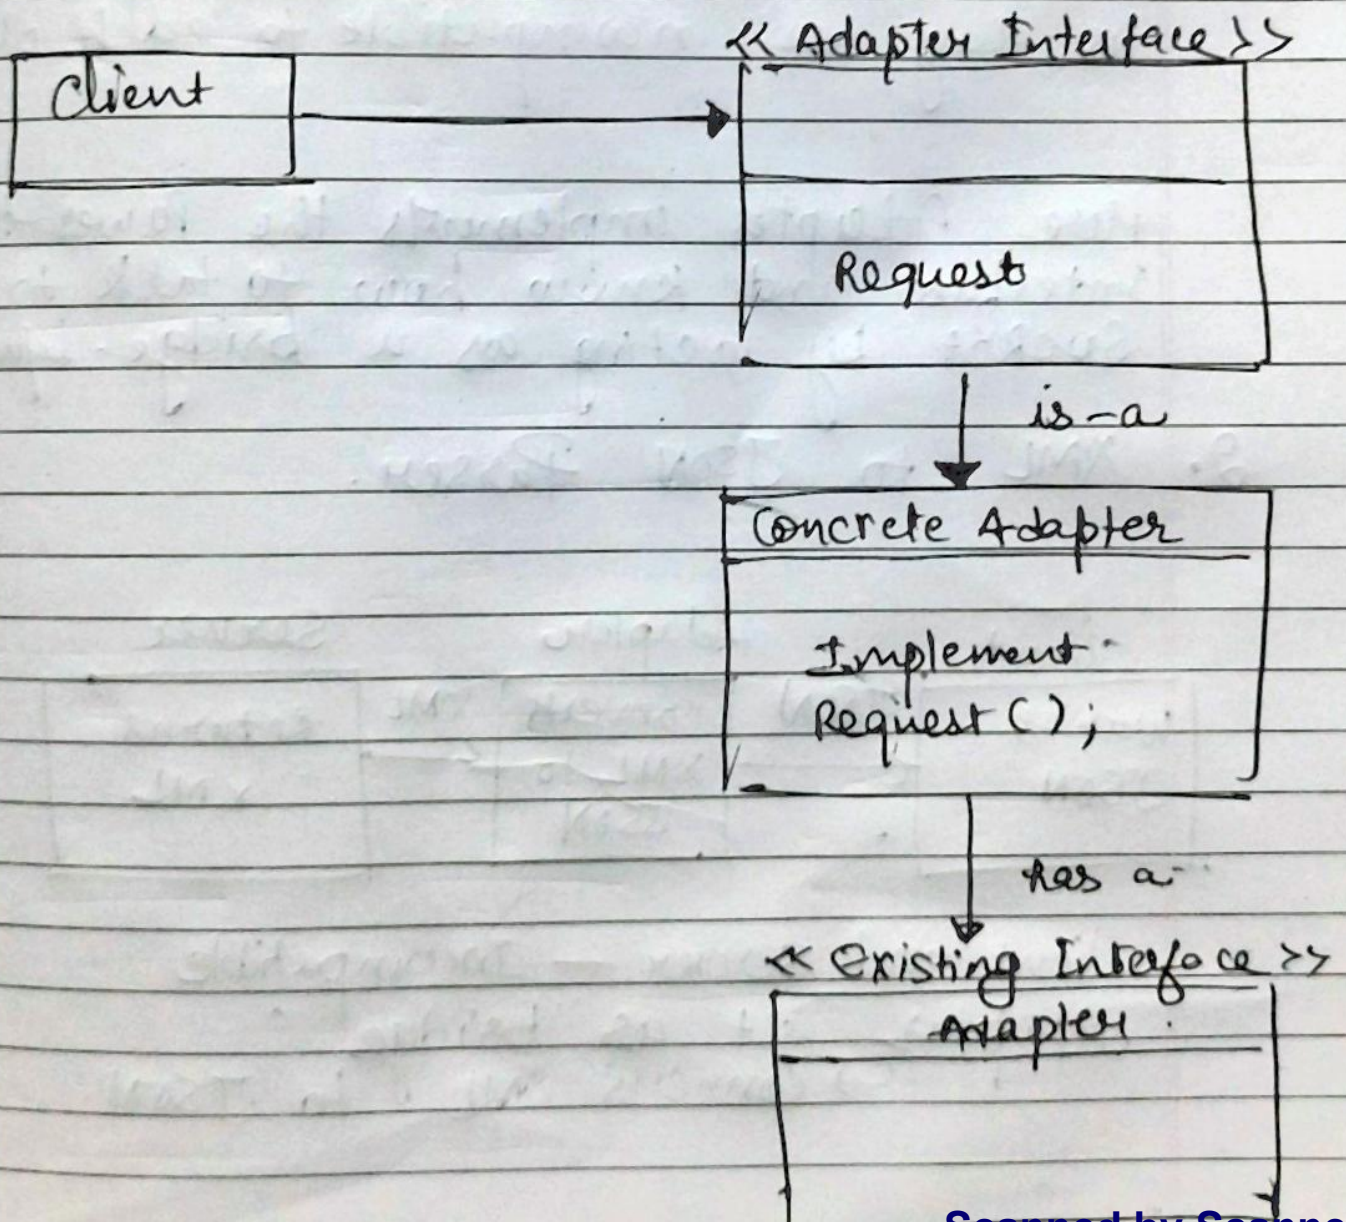 << Adapter Interface >>
Client
Request
is-a
Concrete Adapter
Implement
Request();
has a
<< Existing Interface >>
Adapter